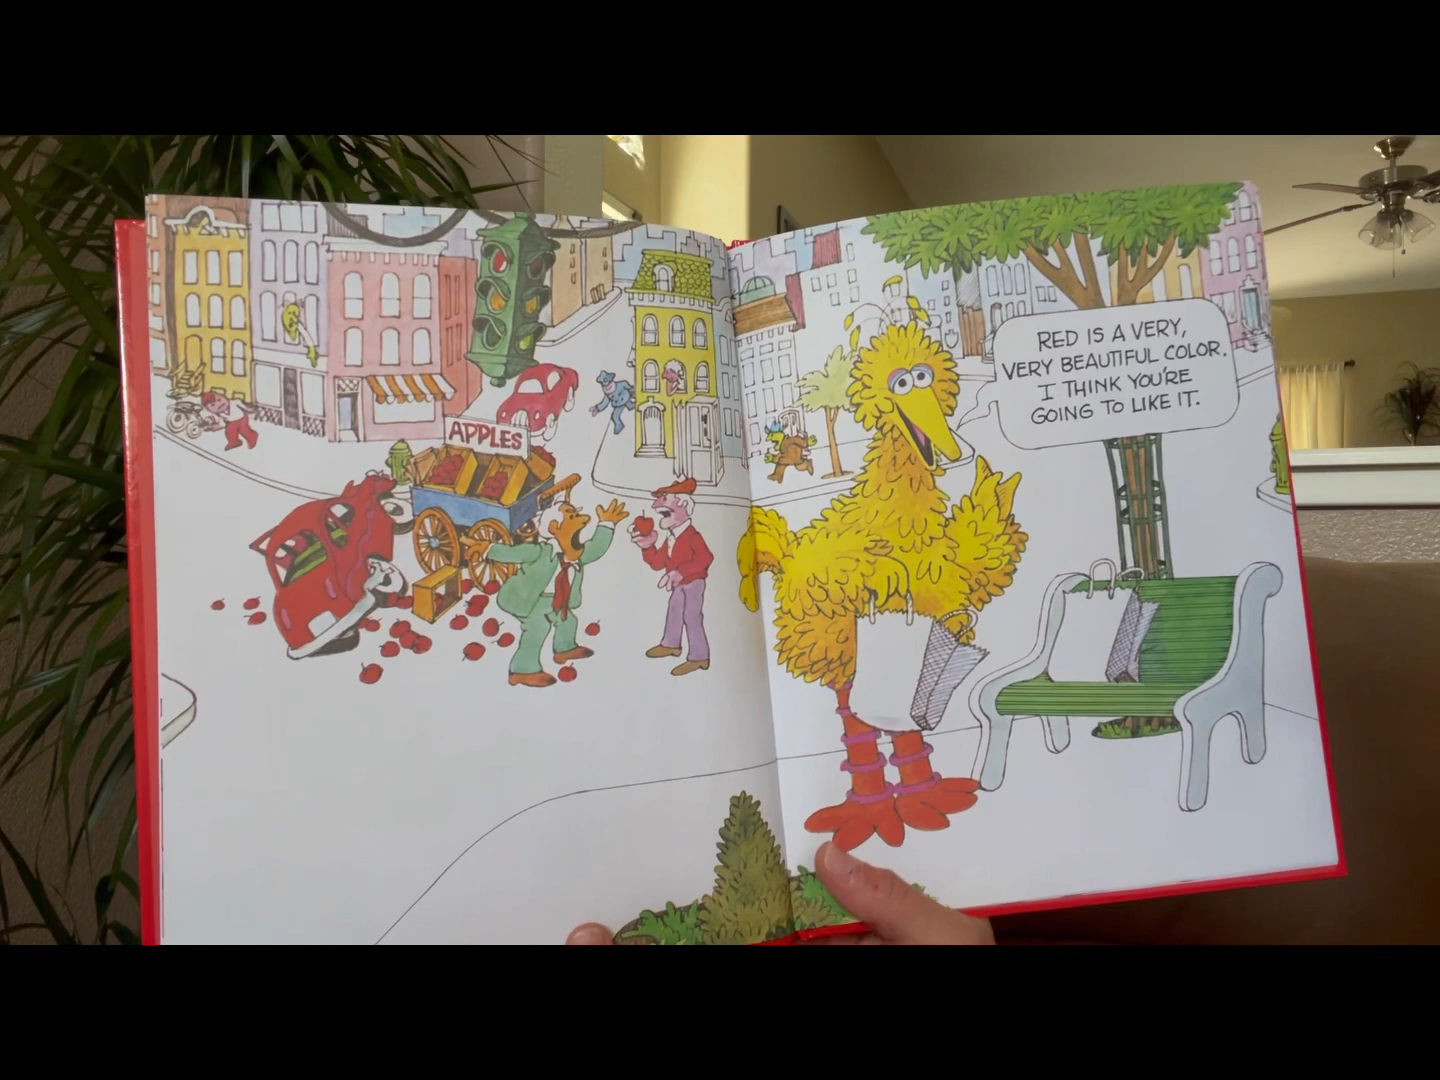 APPLES
RED IS A VERY,
VERY BEAUTIFUL COLOR.
I THINK YOU'RE
GOING TO LIKE IT.